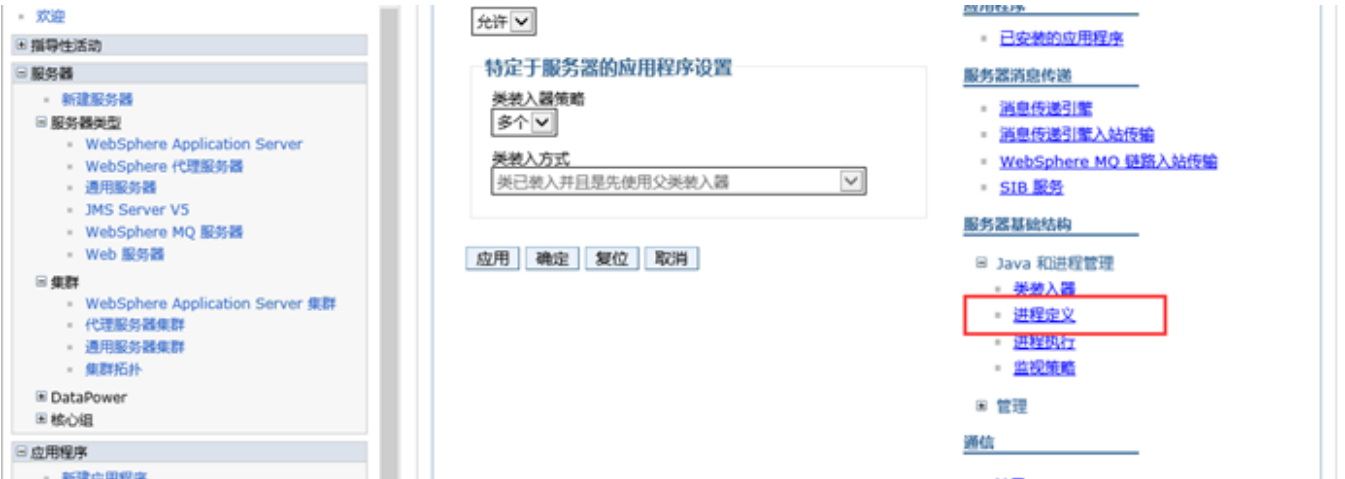 欢迎
指导性活动
服务器
新建服务器
服务器类型
WebSphere Application Server
WebSphere 代理服务器
通用服务器
JMS Server V5
WebSphere MQ 服务器
Web 服务器
集群
WebSphere Application Server 集群
代理服务器集群
通用服务器集群
集群拓扑
DataPower
核心组
应用程序
新建应用程序
允许
特定于服务器的应用程序设置
类装入器策略
多个
类装入方式
类已装入并且是先使用父类装入器
应用 确定 复位 取消
应用程序
已安装的应用程序
服务器消息传递
消息传递引擎
消息传递引擎入站传输
WebSphere MQ 链路入站传输
SIB 服务
服务器基础结构
Java 和进程管理
类装入器
进程定义
进程执行
监视策略
管理
通信